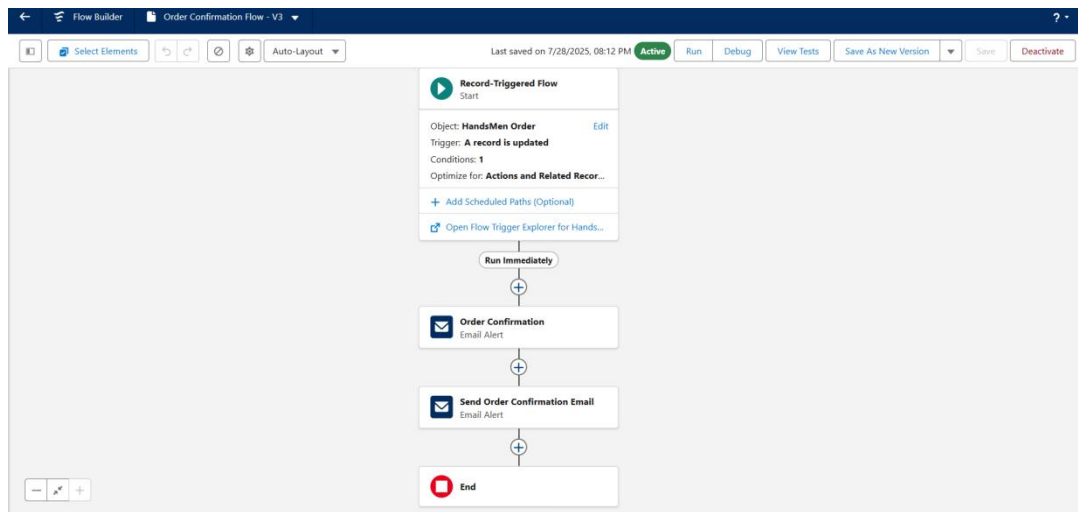 Flow Builder Order Confirmation Flow - V3 ?
Select Elements Auto-Layout Last saved on 7/28/2025, 08:12 PM Active Run Debug View Tests Save As New Version Save Deactivate
Record-Triggered Flow
Start
Object: HandsMen Order Edit
Trigger: A record is updated
Conditions: 1
Optimize for: Actions and Related Recor...
+ Add Scheduled Paths (Optional)
Open Flow Trigger Explorer for Hands...
Run Immediately
Order Confirmation
Email Alert
Send Order Confirmation Email
Email Alert
End